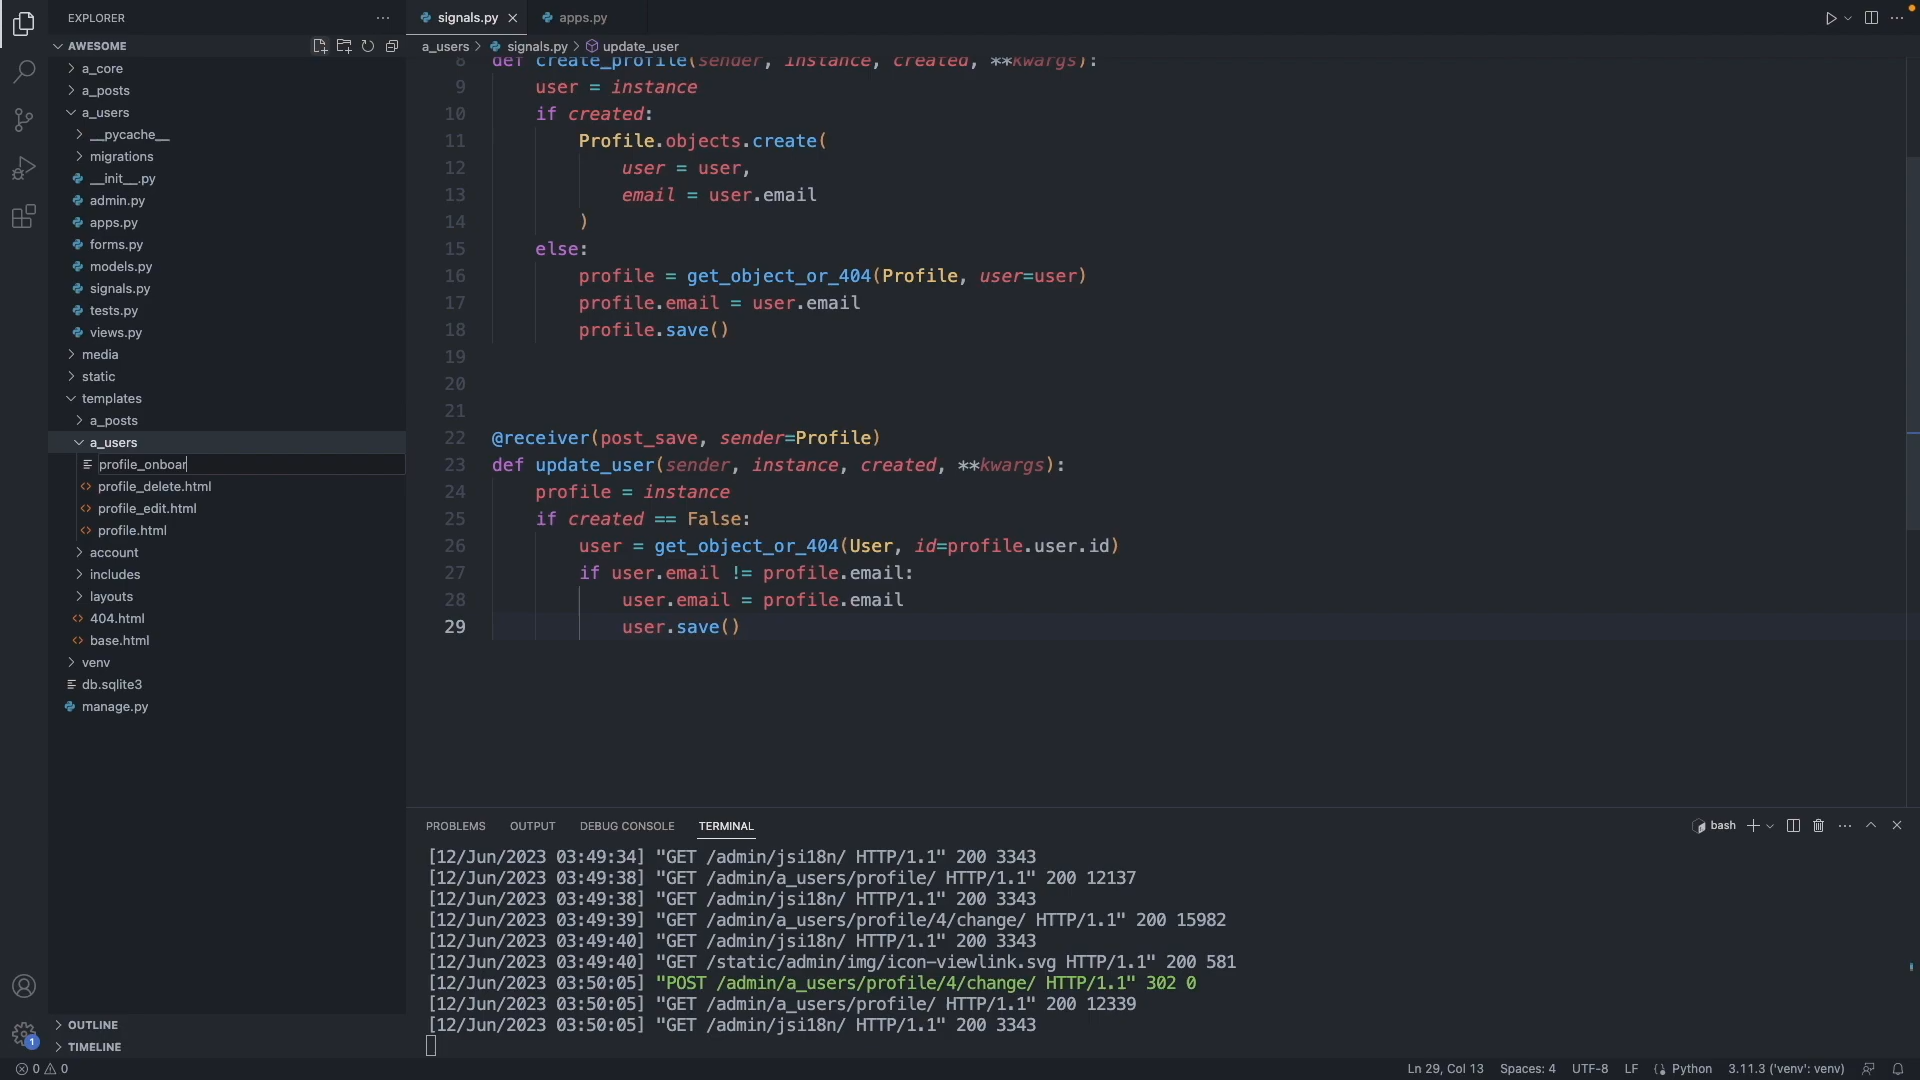 EXPLORER
AWESOME
a_core
a_posts
a_users
__pycache__
migrations
__init__.py
admin.py
apps.py
forms.py
models.py
signals.py
tests.py
views.py
media
static
templates
a_posts
a_users
profile_onboar
profile_delete.html
profile_edit.html
profile.html
account
includes
layouts
404.html
base.html
venv
db.sqlite3
manage.py
OUTLINE
TIMELINE
1
signals.py
apps.py
a_users > signals.py > update_user
8 def create_profile(sender, instance, created, **kwargs):
9 user = instance
10 if created:
11 Profile.objects.create(
12 user = user,
13 email = user.email
14 )
15 else:
16 profile = get_object_or_404(Profile, user=user)
17 profile.email = user.email
18 profile.save()
19
20
21
22 @receiver(post_save, sender=Profile)
23 def update_user(sender, instance, created, **kwargs):
24 profile = instance
25 if created == False:
26 user = get_object_or_404(User, id=profile.user.id)
27 if user.email != profile.email:
28 user.email = profile.email
29 user.save()
PROBLEMS OUTPUT DEBUG CONSOLE TERMINAL bash
[12/Jun/2023 03:49:34] "GET /admin/jsi18n/ HTTP/1.1" 200 3343
[12/Jun/2023 03:49:38] "GET /admin/a_users/profile/ HTTP/1.1" 200 12137
[12/Jun/2023 03:49:38] "GET /admin/jsi18n/ HTTP/1.1" 200 3343
[12/Jun/2023 03:49:39] "GET /admin/a_users/profile/4/change/ HTTP/1.1" 200 15982
[12/Jun/2023 03:49:40] "GET /admin/jsi18n/ HTTP/1.1" 200 3343
[12/Jun/2023 03:49:40] "GET /static/admin/img/icon-viewlink.svg HTTP/1.1" 200 581
[12/Jun/2023 03:50:05] "POST /admin/a_users/profile/4/change/ HTTP/1.1" 302 0
[12/Jun/2023 03:50:05] "GET /admin/a_users/profile/ HTTP/1.1" 200 12339
[12/Jun/2023 03:50:05] "GET /admin/jsi18n/ HTTP/1.1" 200 3343
0 0 Ln 29, Col 13 Spaces: 4 UTF-8 LF Python 3.11.3 ('venv': venv)